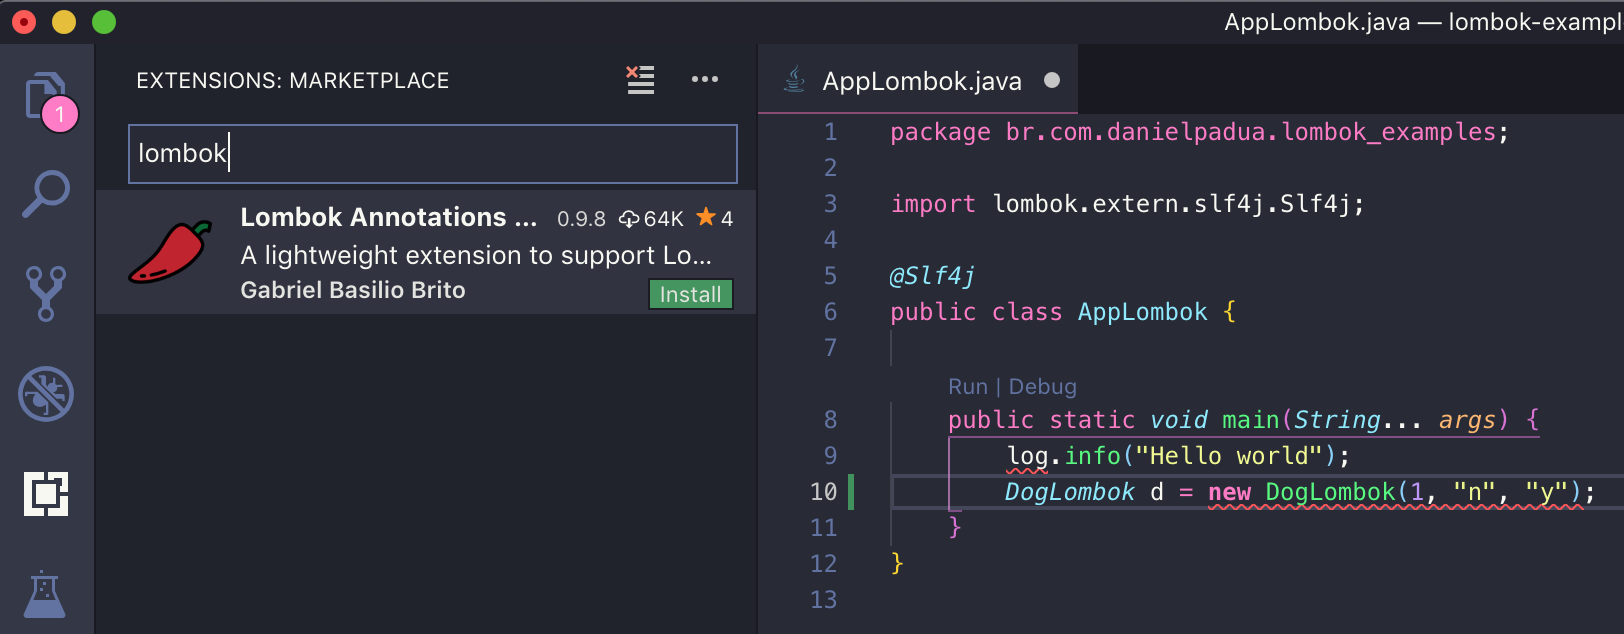 AppLombok.java — lombok-exampl
EXTENSIONS: MARKETPLACE
1
lombok
Lombok Annotations ... 0.9.8 64K 4
A lightweight extension to support Lo...
Gabriel Basilio Brito
Install
AppLombok.java
1 package br.com.danielpadua.lombok_examples;
2
3 import lombok.extern.slf4j.Slf4j;
4
5 @Slf4j
6 public class AppLombok {
7
Run | Debug
8 public static void main(String... args) {
9 log.info("Hello world");
10 DogLombok d = new DogLombok(1, "n", "y");
11 }
12 }
13